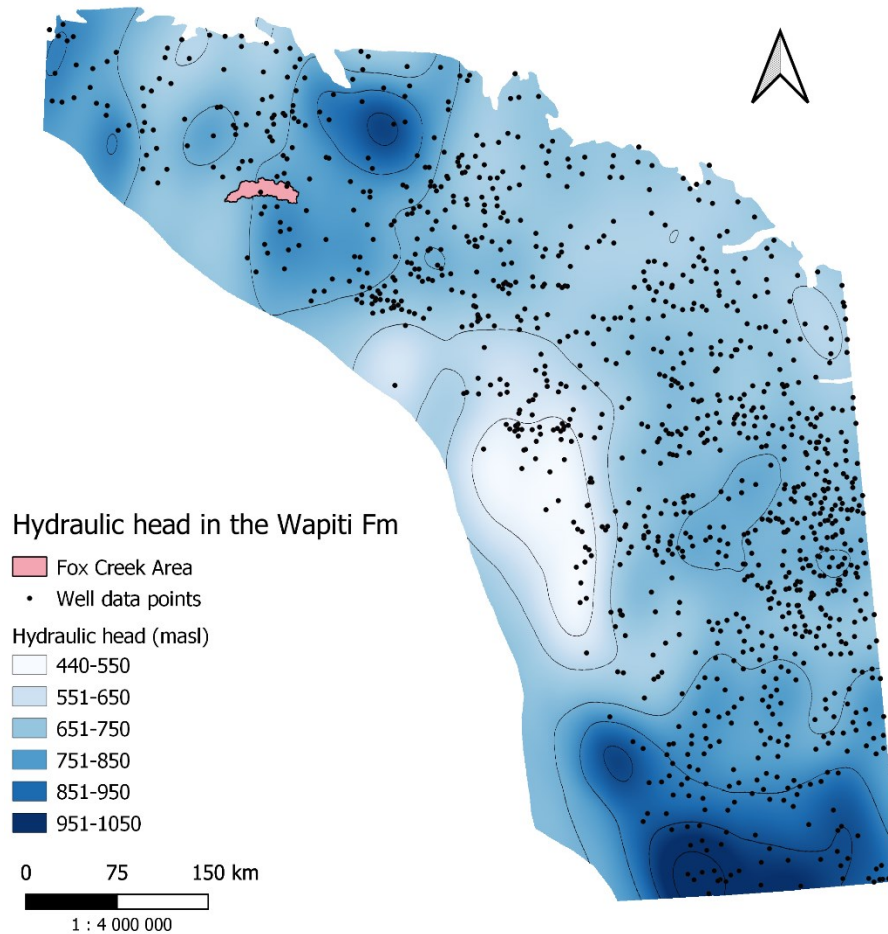 Hydraulic head in the Wapiti Fm
Fox Creek Area
Well data points
Hydraulic head (masl)
440-550
551-650
651-750
751-850
851-950
951-1050
0 75 150 km
1 : 4 000 000